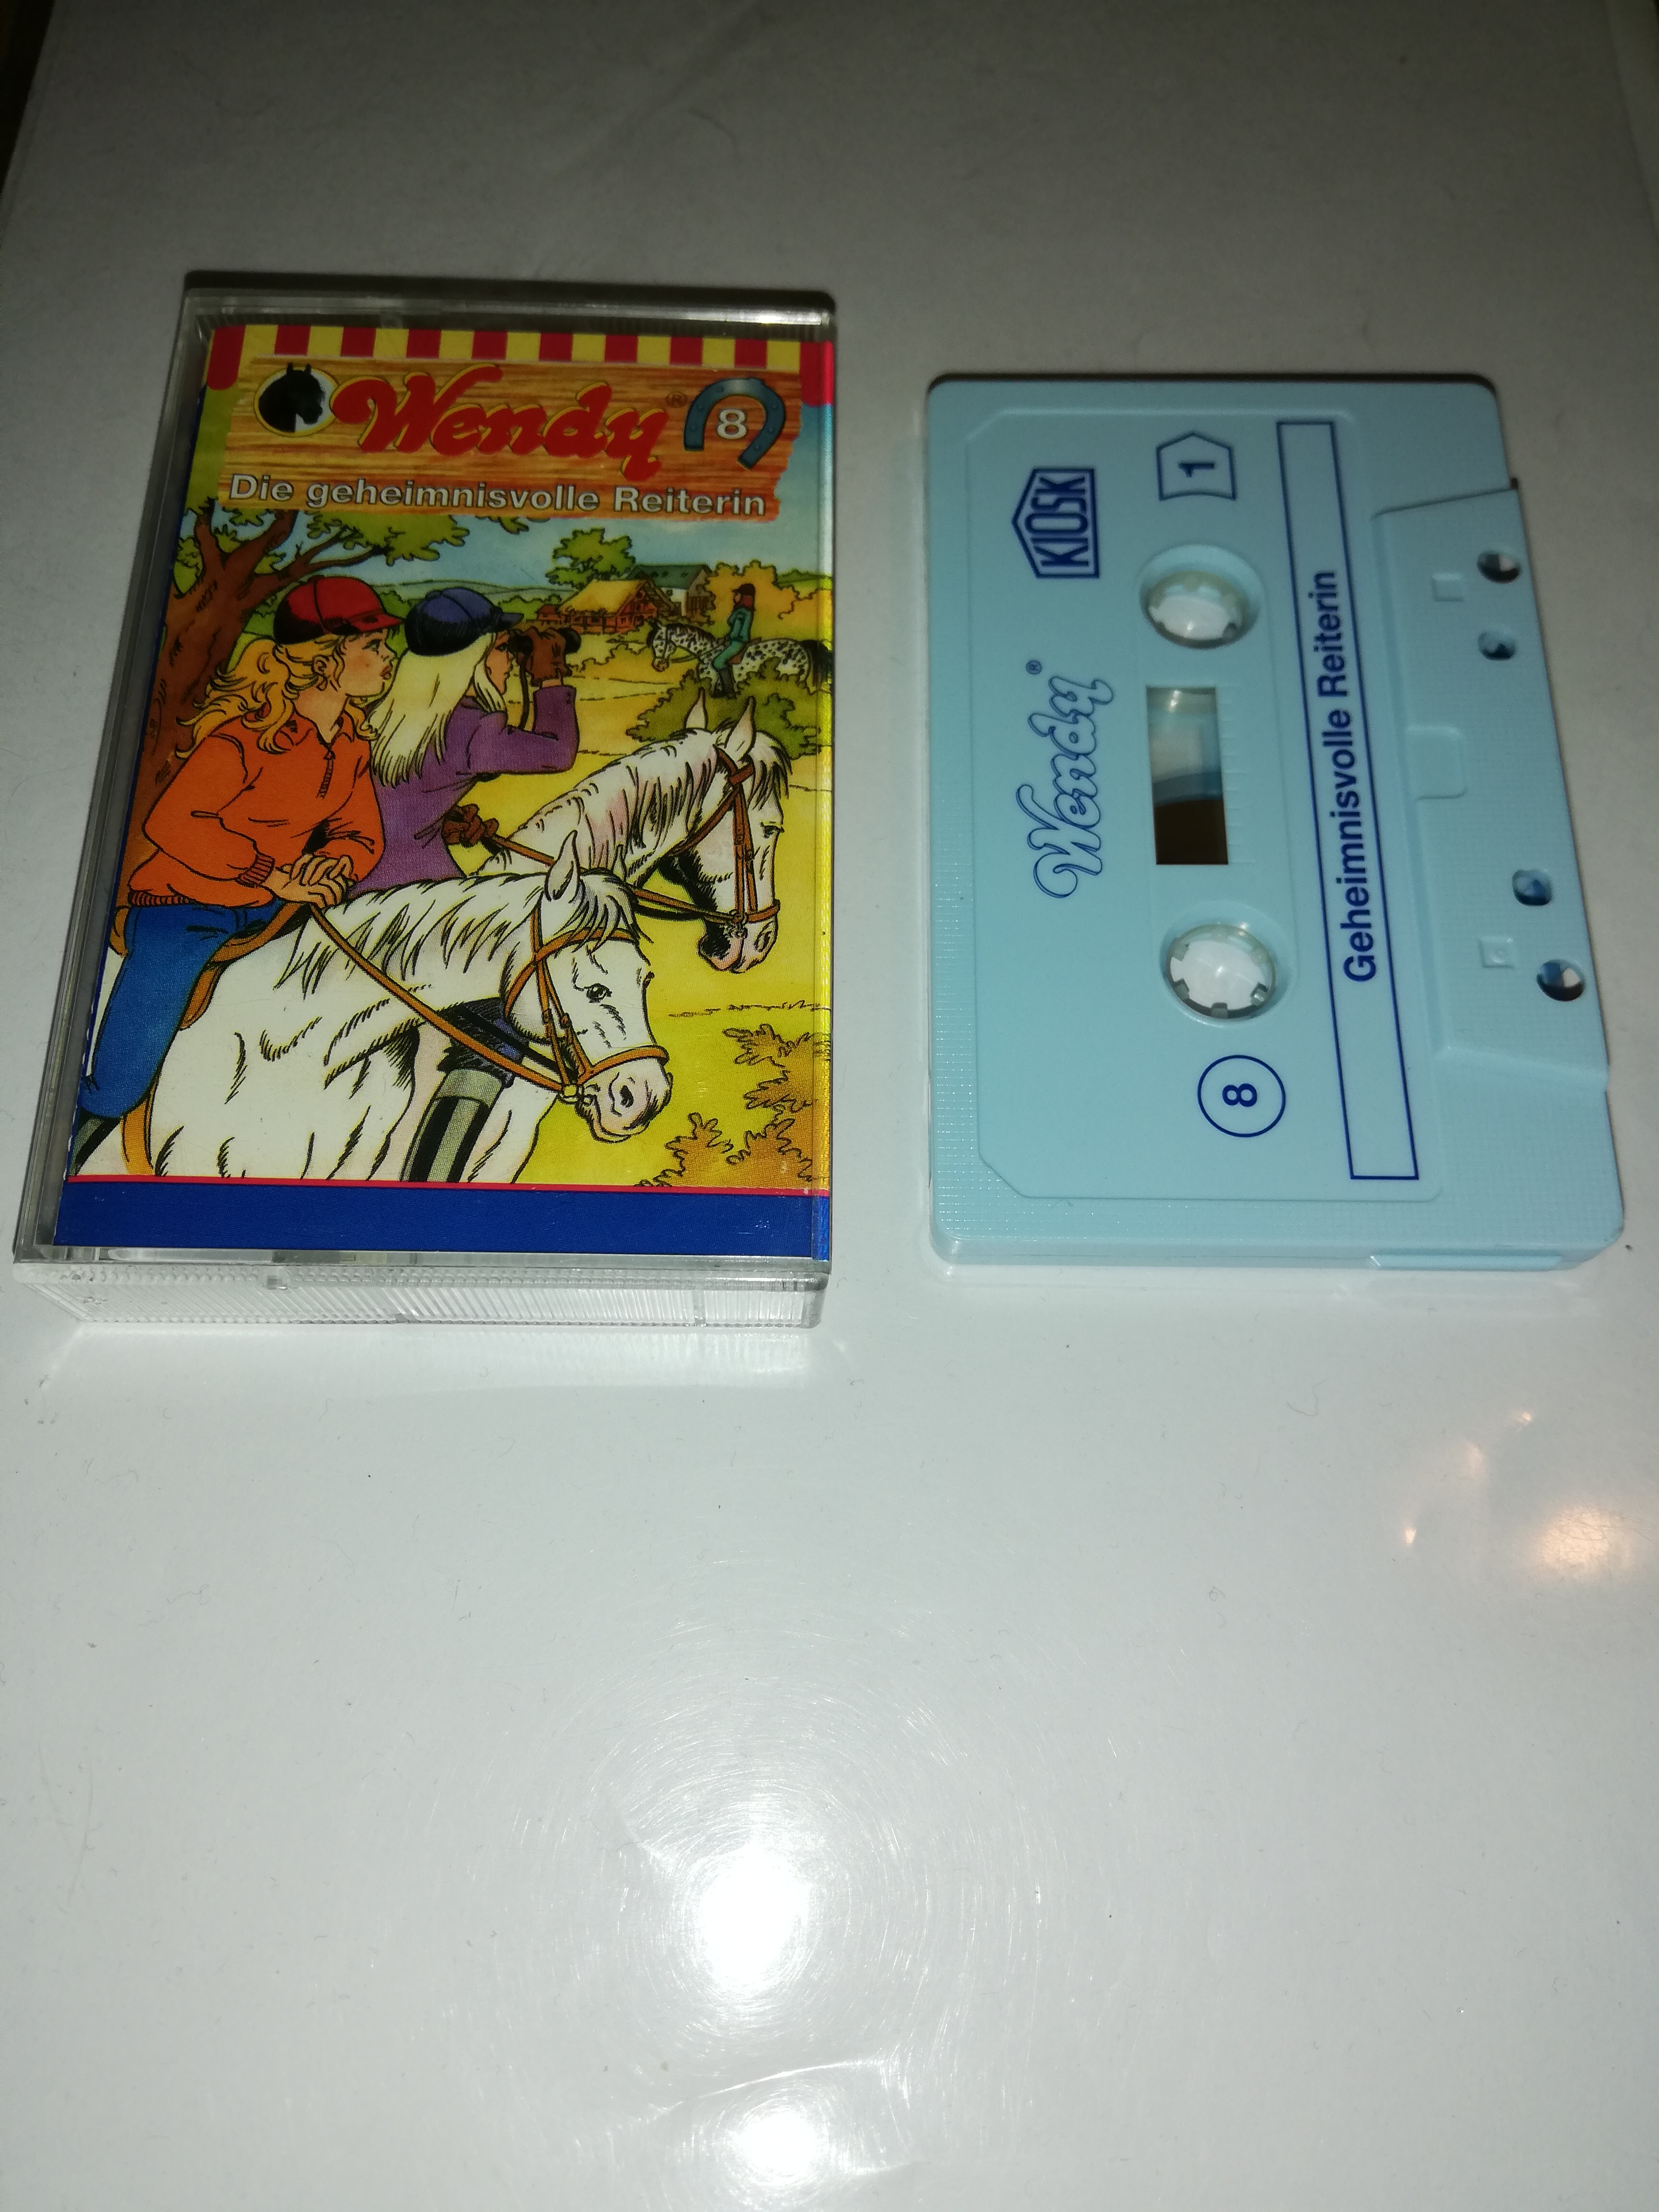 Wendy®
8
Die geheimnisvolle Reiterin
KIOSK
1
Wendy®
Geheimnisvolle Reiterin
8